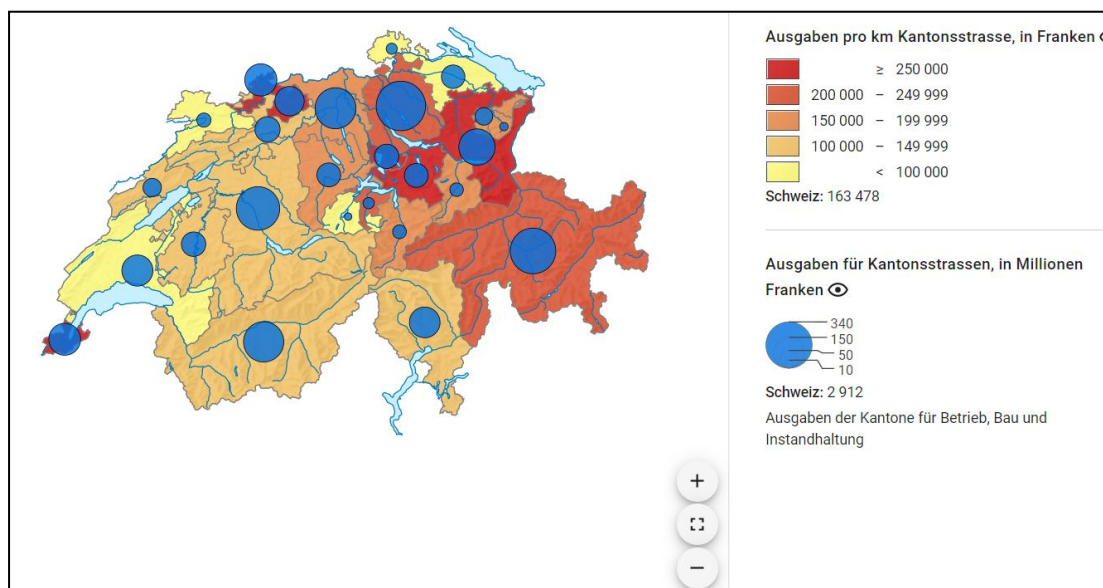 Ausgaben pro km Kantonsstrasse, in Franken
≥ 250 000
200 000 – 249 999
150 000 – 199 999
100 000 – 149 999
< 100 000
Schweiz: 163 478
Ausgaben für Kantonsstrassen, in Millionen
Franken
340
150
50
10
Schweiz: 2 912
Ausgaben der Kantone für Betrieb, Bau und
Instandhaltung
+
−